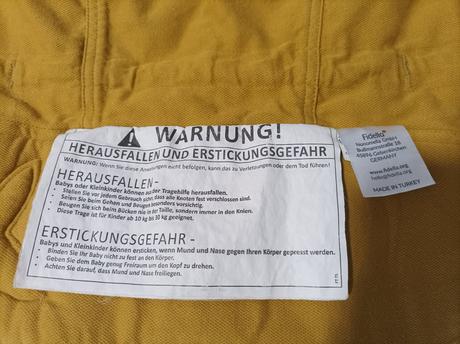 WARNUNG!
HERAUSFALLEN UND ERSTICKUNGSGEFAHR
WARNUNG: Wenn Sie diese Anweisungen nicht befolgen, kann das zu Verletzungen oder dem Tod führen!
HERAUSFALLEN -
Babys oder Kleinkinder können aus der Tragehilfe herausfallen.
• Stellen Sie vor jedem Gebrauch sicher, dass alle Knoten fest verschlossen sind.
• Seien Sie beim Gehen und Beugen besonders vorsichtig.
• Beugen Sie sich beim Bücken nie in der Taille, sondern immer in den Knien.
• Diese Trage ist für Kinder ab 10 kg bis kg geeignet.
ERSTICKUNGSGEFAHR -
Babys und Kleinkinder können ersticken, wenn Mund und Nase gegen Ihren Körper gepresst werden.
• Binden Sie Ihr Baby nicht zu fest an den Körper.
• Geben Sie dem Baby genug Freiraum um den Kopf zu drehen.
• Achten Sie darauf, dass Mund und Nase freiliegen.
Fidella
Nononella GmbH
45894 Gelsenkirchen
GERMANY
www.fidella.org
hello@fidella.org
MADE IN TURKEY